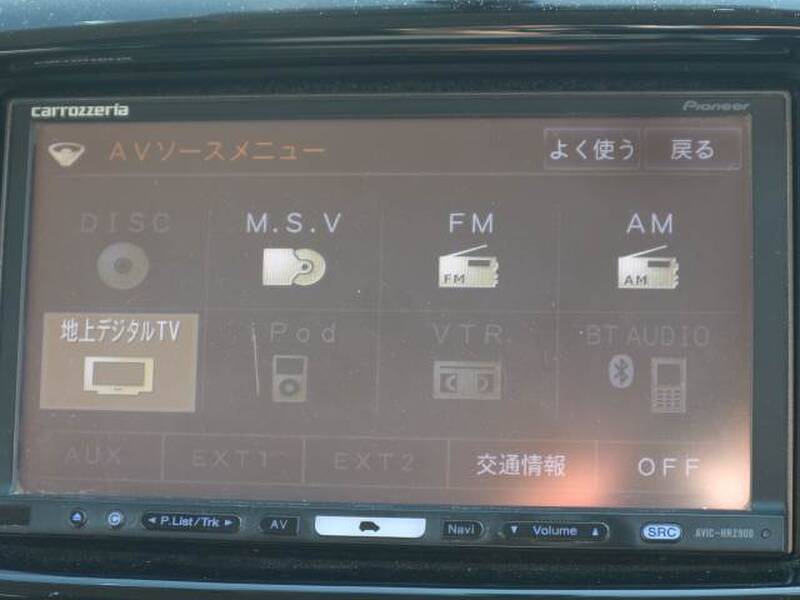 carrozzeria Pioneer
AVソースメニュー よく使う 戻る
DISC M.S.V FM AM
FM AM
地上デジタルTV iPod VTR BT AUDIO
AUX EXT1 EXT2 交通情報 OFF
P.List/Trk AV Navi Volume SRC AVIC-HRZ900